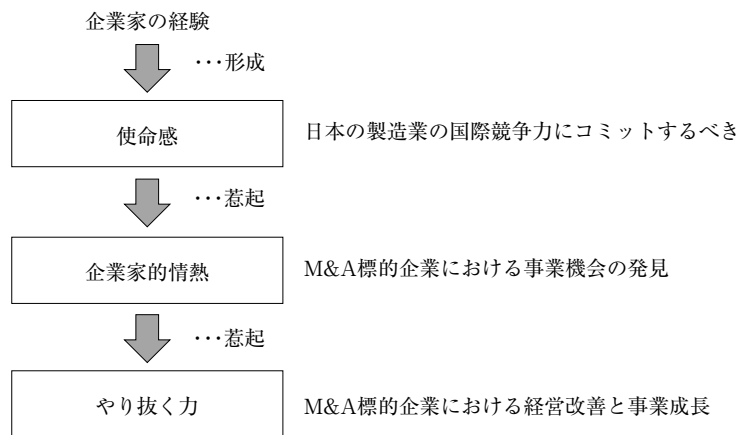 企業家の経験
･･･形成
使命感
日本の製造業の国際競争力にコミットするべき
･･･惹起
企業家的情熱
M&A標的企業における事業機会の発見
･･･惹起
やり抜く力
M&A標的企業における経営改善と事業成長